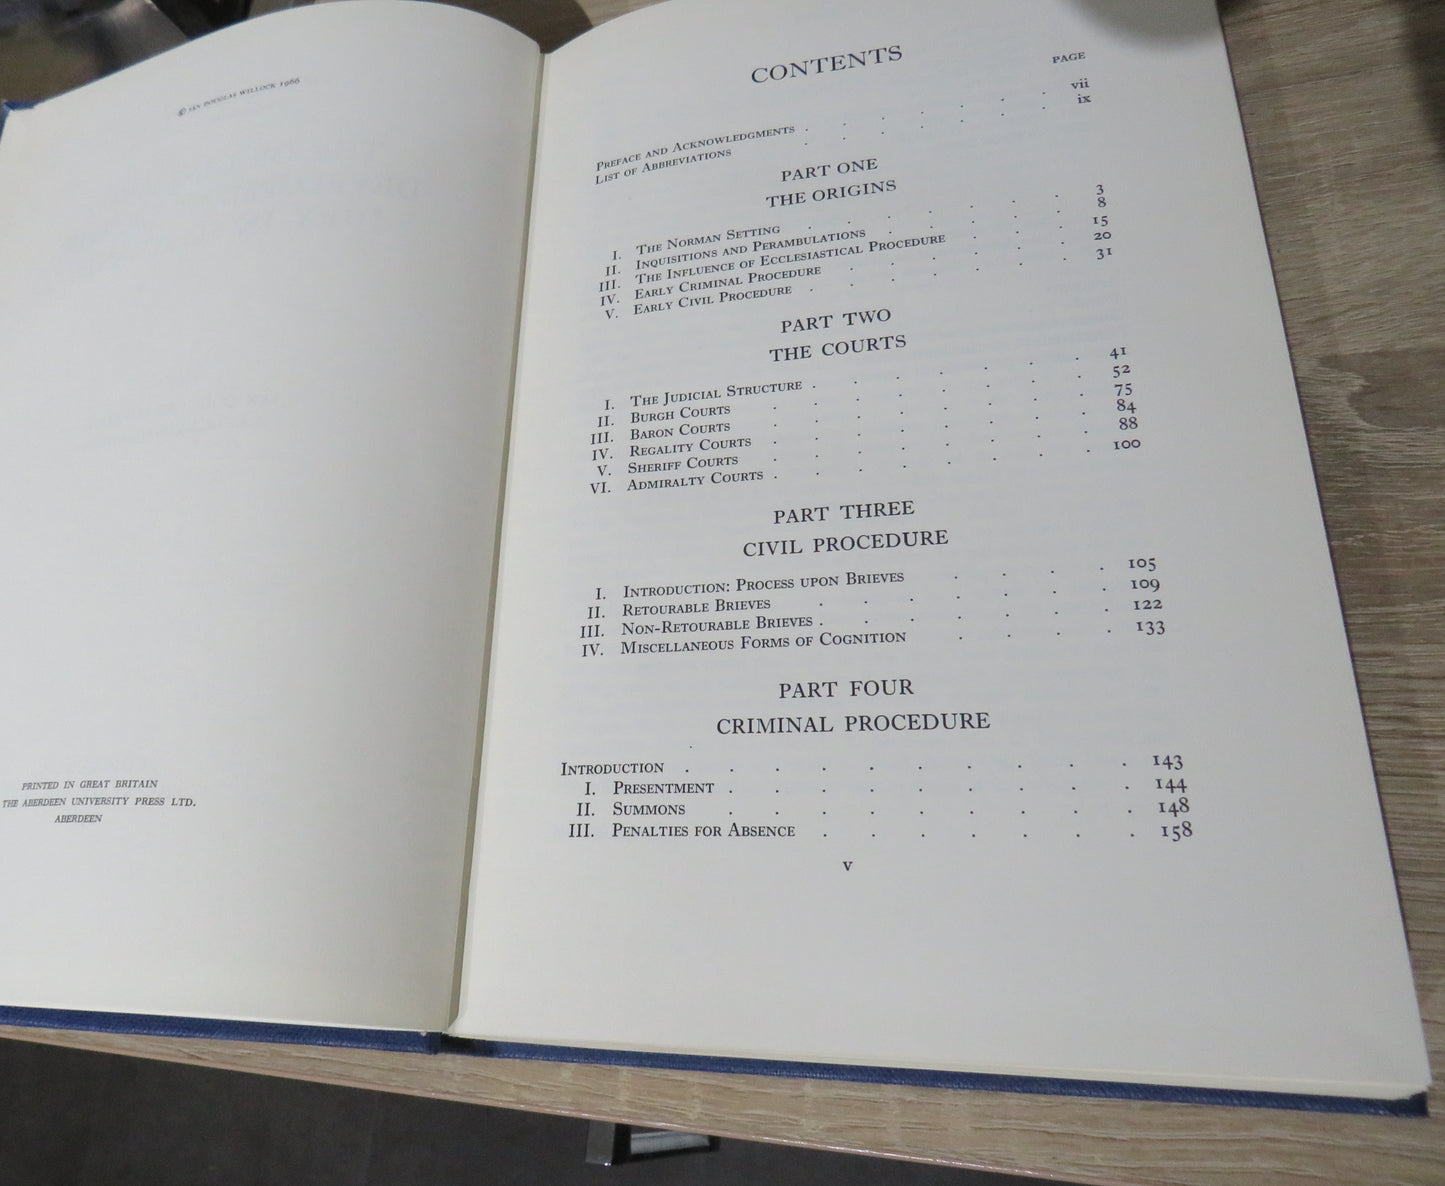 © IAN DOUGLAS WILLOCK 1966
PRINTED IN GREAT BRITAIN
THE ABERDEEN UNIVERSITY PRESS LTD.
ABERDEEN
CONTENTS
PAGE
PREFACE AND ACKNOWLEDGMENTS . . . . . . . vii
LIST OF ABBREVIATIONS . . . . . . . ix
PART ONE
THE ORIGINS
I. THE NORMAN SETTING . . . . . . . 3
II. INQUISITIONS AND PERAMBULATIONS . . . . . 8
III. THE INFLUENCE OF ECCLESIASTICAL PROCEDURE . . . 15
IV. EARLY CRIMINAL PROCEDURE . . . . . . 20
V. EARLY CIVIL PROCEDURE . . . . . . . 31
PART TWO
THE COURTS
I. THE JUDICIAL STRUCTURE . . . . . . . 41
II. BURGH COURTS . . . . . . . . 52
III. BARON COURTS . . . . . . . . 75
IV. REGALITY COURTS . . . . . . . . 84
V. SHERIFF COURTS . . . . . . . . 88
VI. ADMIRALTY COURTS . . . . . . . . 100
PART THREE
CIVIL PROCEDURE
I. INTRODUCTION: PROCESS UPON BRIEVES . . . . 105
II. RETOURABLE BRIEVES . . . . . . . 109
III. NON-RETOURABLE BRIEVES . . . . . . . 122
IV. MISCELLANEOUS FORMS OF COGNITION . . . . 133
PART FOUR
CRIMINAL PROCEDURE
INTRODUCTION . . . . . . . . . . 143
I. PRESENTMENT . . . . . . . . . 144
II. SUMMONS . . . . . . . . . 148
III. PENALTIES FOR ABSENCE . . . . . . . 158
v